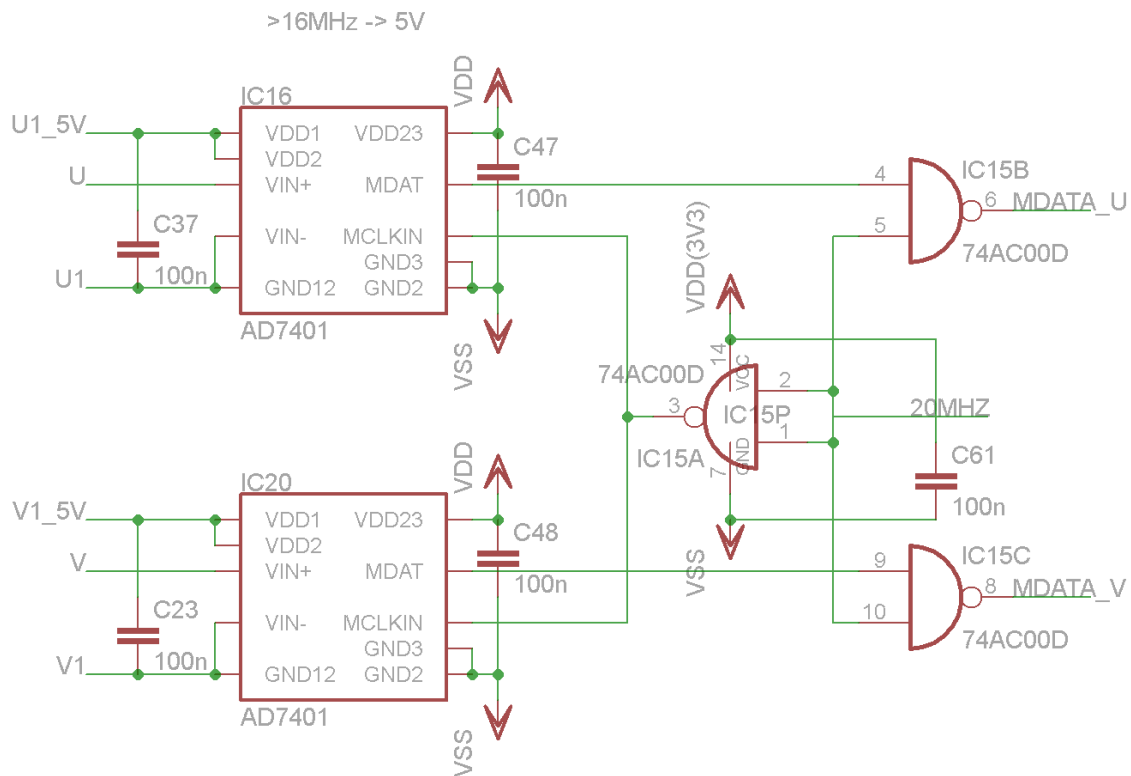 >16MHz -> 5V
IC16
VDD
U1_5V
VDD1
VDD23
C47
VDD2
U
VIN+
MDAT
100n
4
IC15B
6
MDATA_U
C37
VIN-
MCLKIN
5
74AC00D
100n
GND3
U1
GND12
GND2
VDD(3V3)
AD7401
VSS
74AC00D
14
VCC
2
3
IC15P
20MHZ
1
IC15A
7
GND
C61
100n
VDD
IC20
V1_5V
VDD1
VDD23
C48
VDD2
V
VIN+
MDAT
100n
VSS
9
IC15C
8
MDATA_V
C23
VIN-
MCLKIN
10
74AC00D
100n
GND3
V1
GND12
GND2
AD7401
VSS